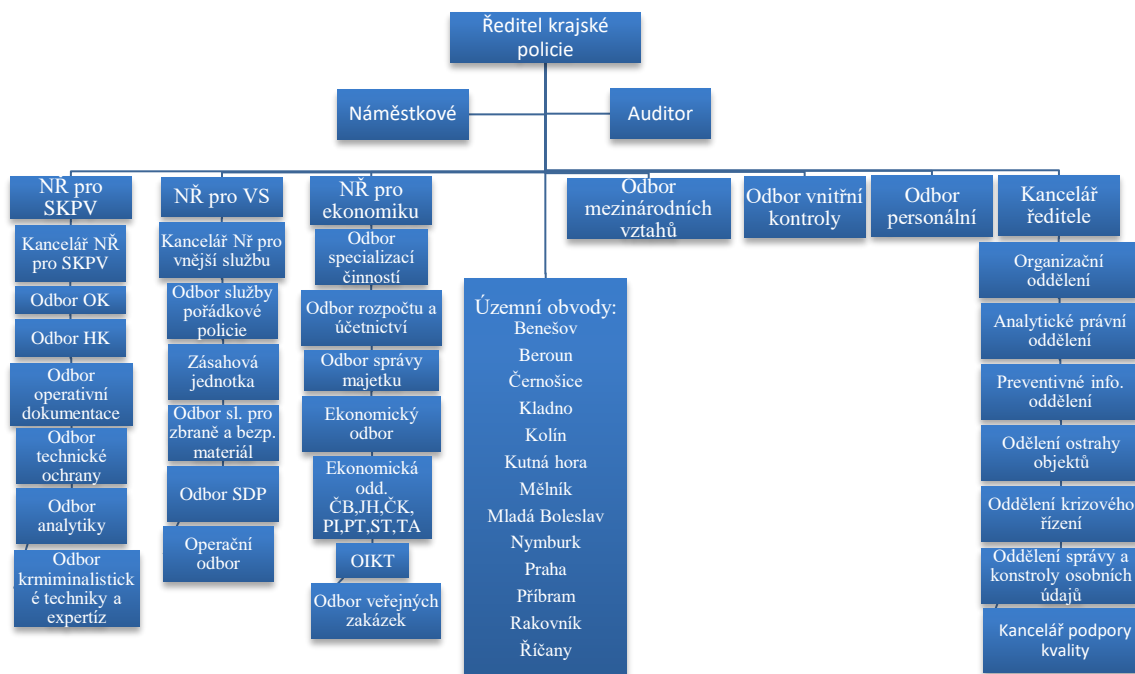 Ředitel krajské
policie
Náměstkové
Auditor
NŘ pro
SKPV
Kancelář NŘ
pro SKPV
Odbor OK
Odbor HK
Odbor
operativní
dokumentace
Odbor
technické
ochrany
Odbor
analytiky
Odbor
krmiminalistick
é techniky a
expertíz
NŘ pro VS
Kancelář Nř pro
vnější službu
Odbor služby
pořádkové
policie
Zásahová
jednotka
Odbor sl. pro
zbraně a bezp.
materiál
Odbor SDP
Operační
odbor
NŘ pro
ekonomiku
Odbor
specializací
činností
Odbor rozpočtu a
účetnictví
Odbor správy
majetku
Ekonomický
odbor
Ekonomická
odd.
ČB,JH,ČK,
PI,PT,ST,TA
OIKT
Odbor veřejných
zakázek
Územní obvody:
Benešov
Beroun
Černošice
Kladno
Kolín
Kutná hora
Mělník
Mladá Boleslav
Nymburk
Praha
Příbram
Rakovník
Říčany
Odbor
mezinárodních
vztahů
Odbor vnitřní
kontroly
Odbor
personální
Kancelář
ředitele
Organizační
oddělení
Analytické právní
oddělení
Preventivné info.
oddělení
Odělení ostrahy
objektů
Oddělení krizového
řízení
Oddělení správy a
konstroly osobních
údajů
Kancelář podpory
kvality